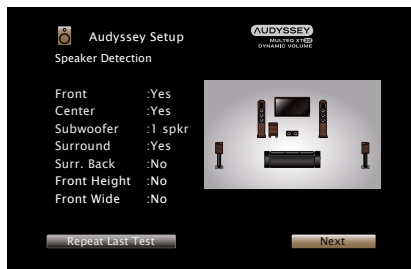 Audyssey Setup
AUDYSSEY
MULTEQ XT32
DYNAMIC VOLUME
Speaker Detection
Front :Yes
Center :Yes
Subwoofer :1 spkr
Surround :Yes
Surr. Back :No
Front Height :No
Front Wide :No
Repeat Last Test
Next